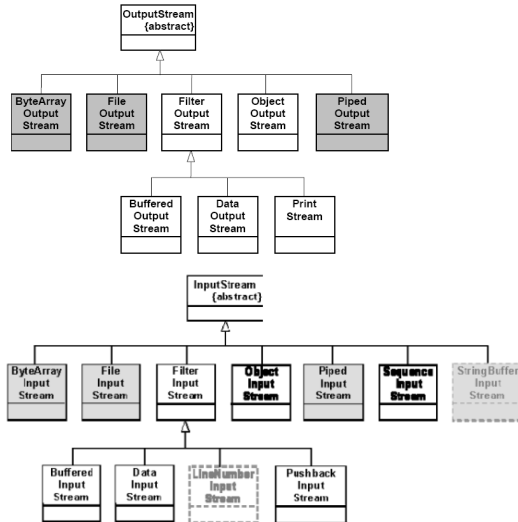 OutputStream
{abstract}
ByteArray Output Stream
File Output Stream
Filter Output Stream
Object Output Stream
Piped Output Stream
Buffered Output Stream
Data Output Stream
Print Stream
InputStream
{abstract}
ByteArray Input Stream
File Input Stream
Filter Input Stream
Object Input Stream
Piped Input Stream
Sequence Input Stream
StringBuffer Input Stream
Buffered Input Stream
Data Input Stream
LineNumber Input Stream
Pushback Input Stream